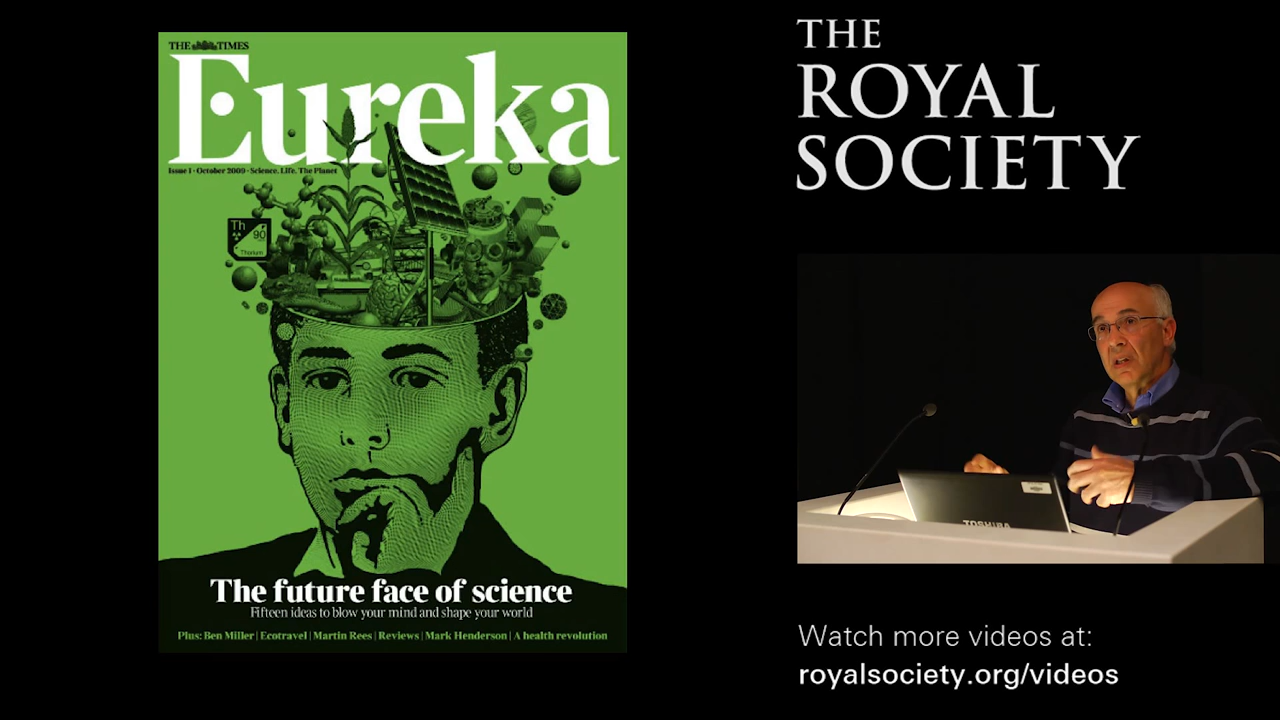 THE TIMES
Eureka
Issue 1 · October 2009 · Science. Life. The Planet
Th
90
Thorium
The future face of science
Fifteen ideas to blow your mind and shape your world
Plus: Ben Miller | Ecotravel | Martin Rees | Reviews | Mark Henderson | A health revolution
THE
ROYAL
SOCIETY
TOSHIBA
Watch more videos at:
royalsociety.org/videos